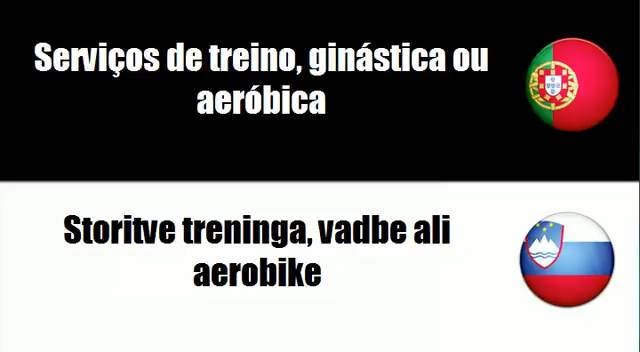 Serviços de treino, ginástica ou
aeróbica
Storitve treninga, vadbe ali
aerobike